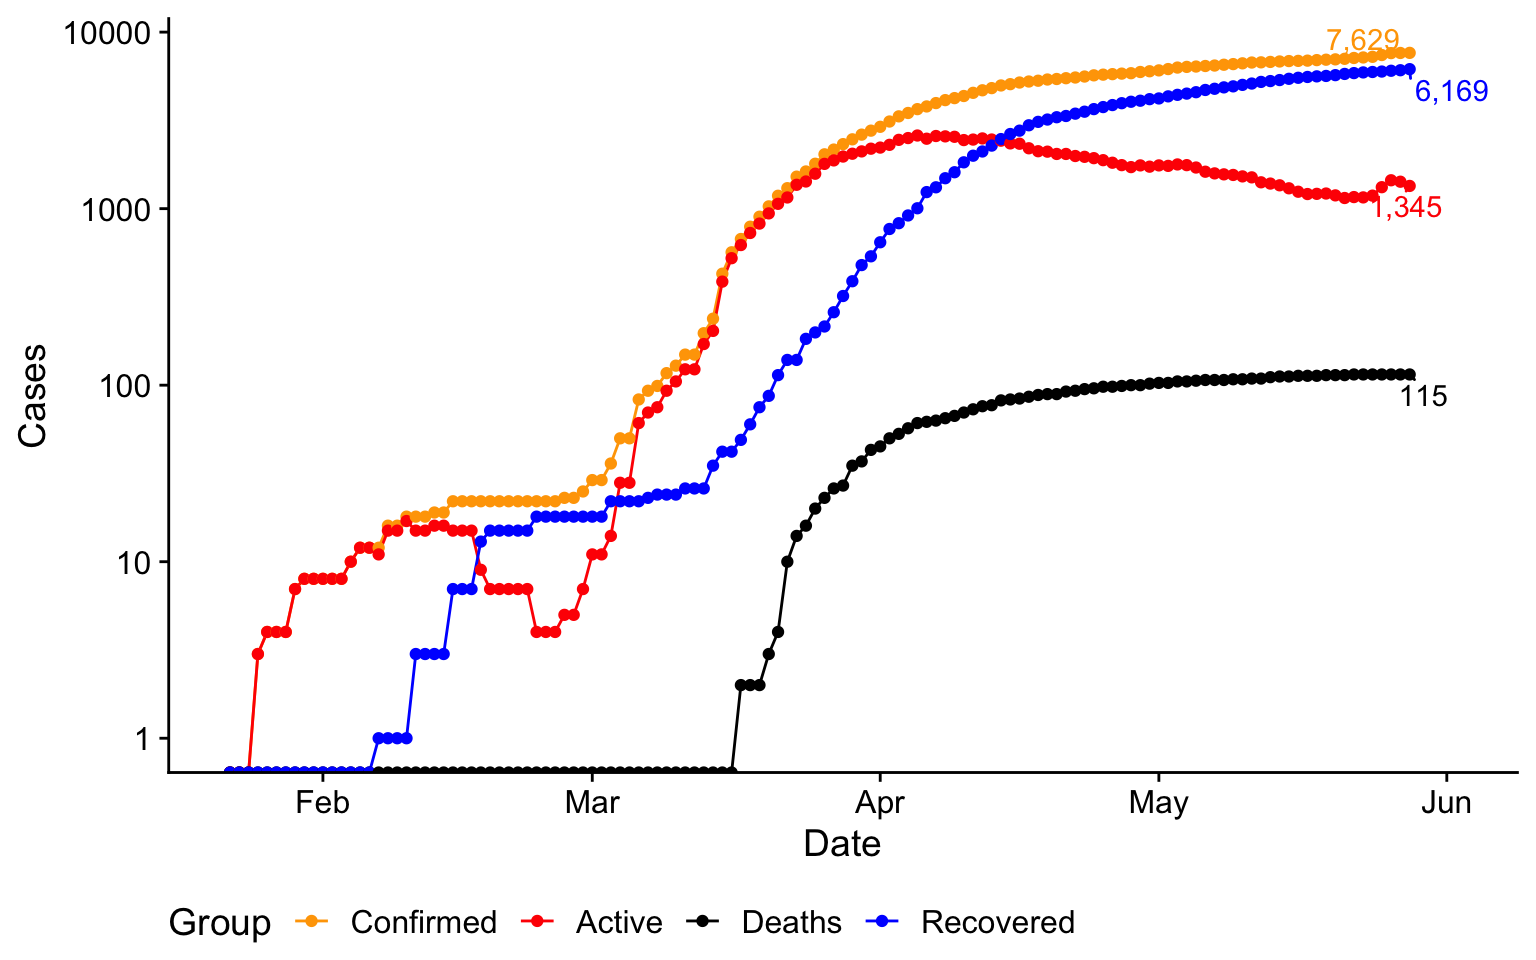 10000
1000
100
10
1
Cases
7,629
6,169
1,345
115
Feb Mar Apr May Jun
Date
Group Confirmed Active Deaths Recovered